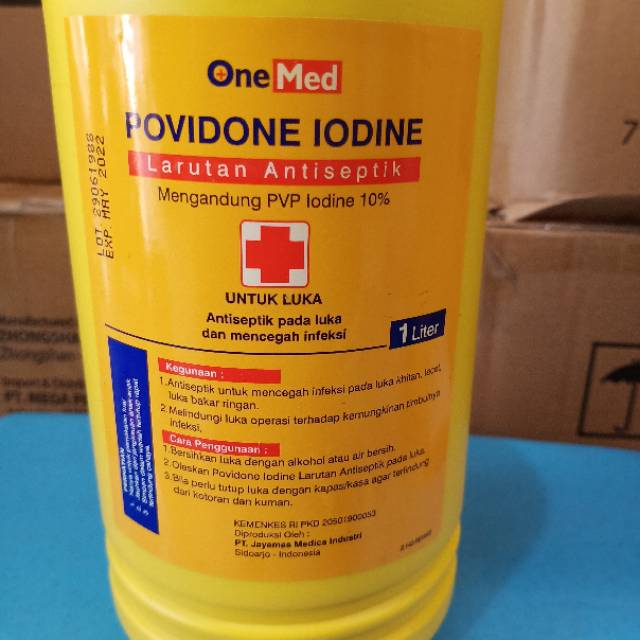 OneMed
POVIDONE IODINE
Larutan Antiseptik
Mengandung PVP Iodine 10%
LOT. 29061988
EXP. MAY 2022
UNTUK LUKA
Antiseptik pada luka
dan mencegah infeksi
1 Liter
Kegunaan :
1.Antiseptik untuk mencegah infeksi pada luka khitan, lecet,
luka bakar ringan.
2.Melindungi luka operasi terhadap kemungkinan timbulnya
infeksi.
Cara Penggunaan :
1.Bersihkan luka dengan alkohol atau air bersih.
2.Oleskan Povidone Iodine Larutan Antiseptik pada luka.
3.Bila perlu tutup luka dengan kapas/kasa agar terlindung
dari kotoran dan kuman.
KEMENKES RI PKD 20501900053
Diproduksi Oleh :
PT. Jayamas Medica Industri
Sidoarjo - Indonesia
7